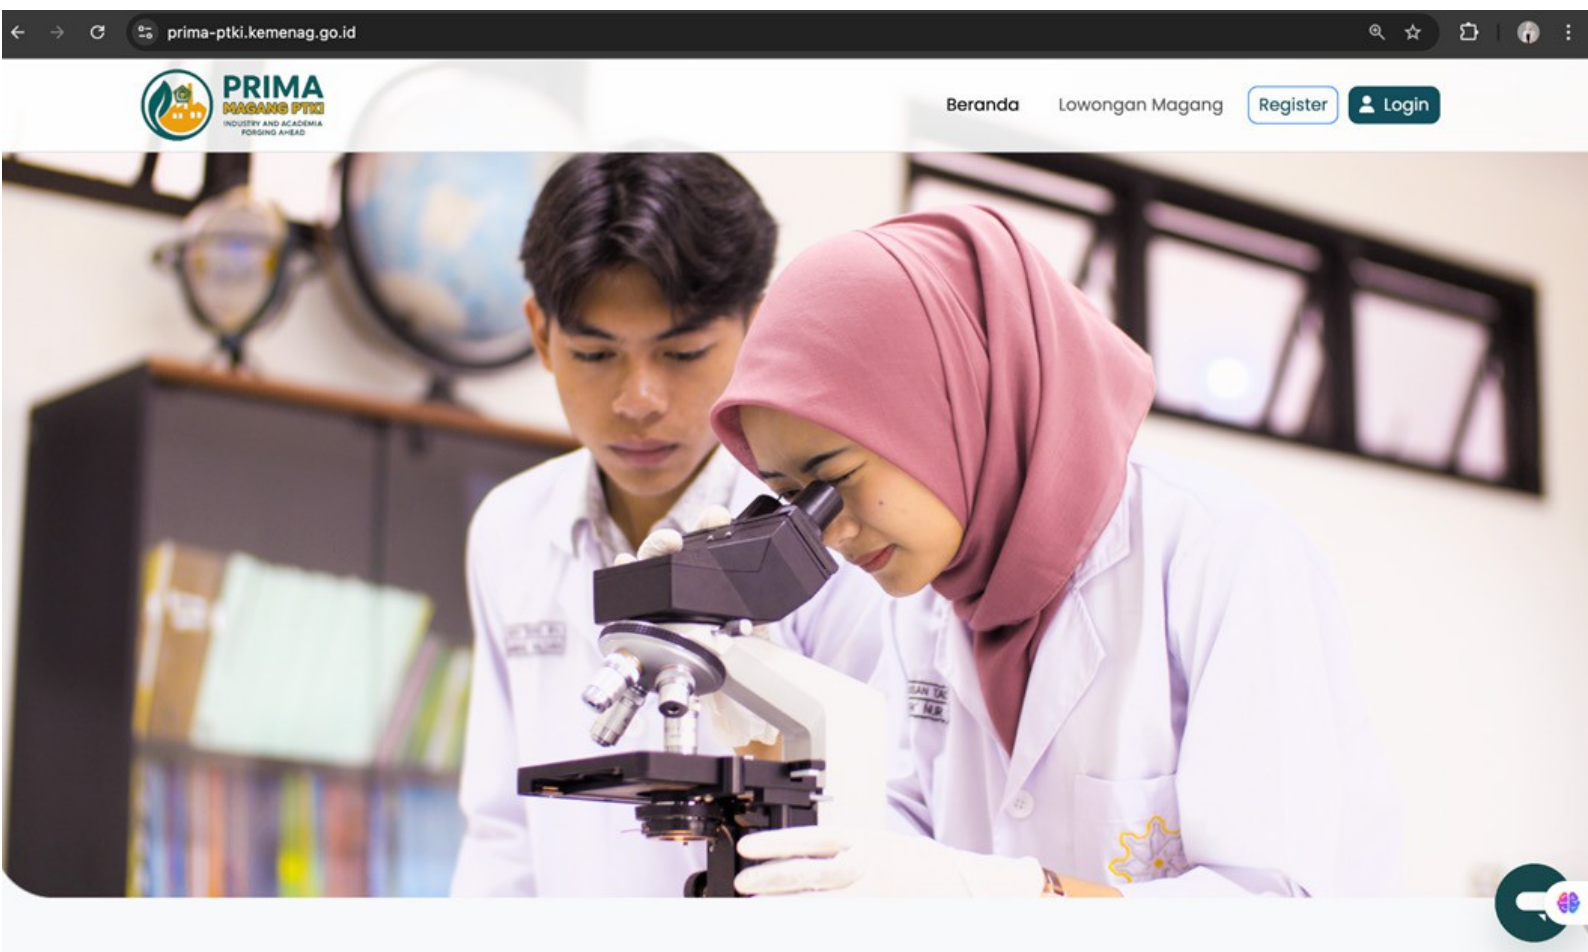 prima-ptki.kemenag.go.id
PRIMA
MAGANG PTKI
INDUSTRY AND ACADEMIA
FORGING AHEAD
Beranda
Lowongan Magang
Register
Login